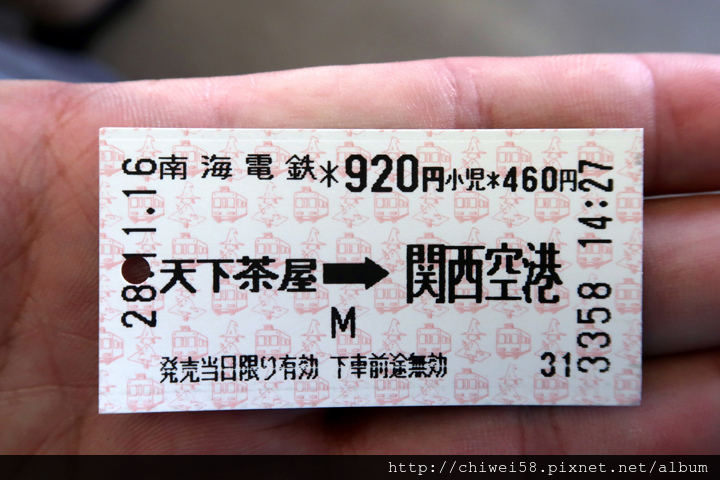 南海電鉄 *920円 小児*460円
天下茶屋➡関西空港
M
発売当日限り有効 下車前途無効 31
28.11.16
3358 14:27
http://chiwei58.pixnet.net/album